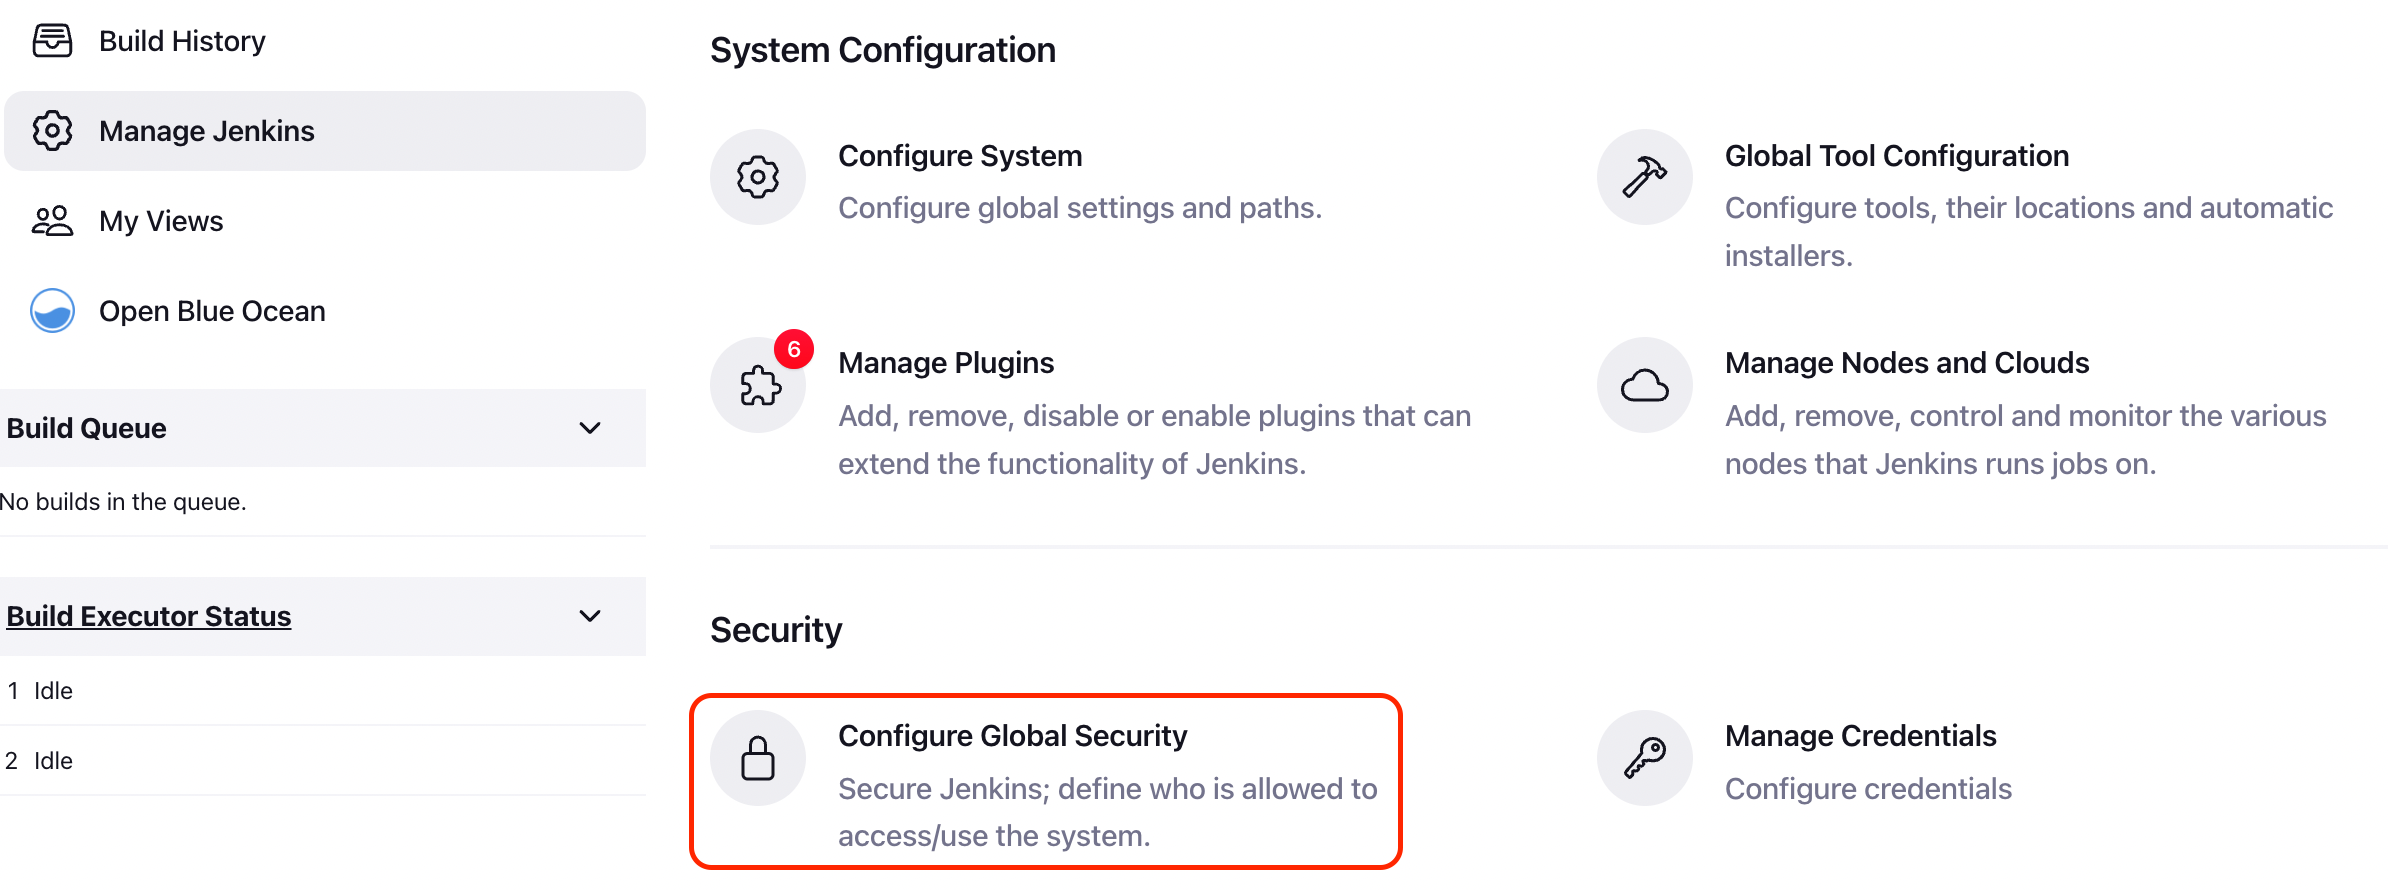 Build History
Manage Jenkins
My Views
Open Blue Ocean
Build Queue
No builds in the queue.
Build Executor Status
1 Idle
2 Idle
System Configuration
Configure System
Configure global settings and paths.
Global Tool Configuration
Configure tools, their locations and automatic
installers.
6
Manage Plugins
Add, remove, disable or enable plugins that can
extend the functionality of Jenkins.
Manage Nodes and Clouds
Add, remove, control and monitor the various
nodes that Jenkins runs jobs on.
Security
Configure Global Security
Secure Jenkins; define who is allowed to
access/use the system.
Manage Credentials
Configure credentials